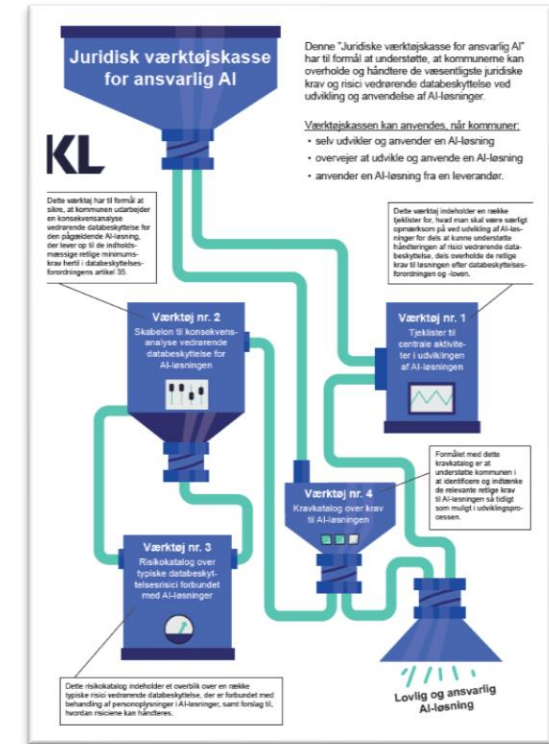 Juridisk værktøjskasse
for ansvarlig AI
Denne "Juridiske værktøjskasse for ansvarlig AI"
har til formål at understøtte, at kommunerne kan
overholde og håndtere de væsentligste juridiske
krav og risici vedrørende databeskyttelse ved
udvikling og anvendelse af AI-løsninger.
Værktøjskassen kan anvendes, når kommuner:
• selv udvikler og anvender en AI-løsning
• overvejer at udvikle og anvende en AI-løsning
• anvender en AI-løsning fra en leverandør.
KL
Dette værktøj har til formål at
sikre, at kommunen udarbejder
en konsekvensanalyse
vedrørende databeskyttelse for
den pågældende AI-løsning,
der lever op til de indholds-
mæssige retlige minimums-
krav hertil i databeskyttelses-
forordningens artikel 35.
Dette værktøj indeholder en række
tjeklister for, hvad man skal være særligt
opmærksom på ved udvikling af AI-løs-
ninger for dels at kunne understøtte
håndteringen af risici vedrørende data-
beskyttelse, dels overholde de retlige
krav til løsningen efter databeskyttelses-
forordningen og -loven.
Værktøj nr. 2
Skabelon til konsekvens-
analyse vedrørende
databeskyttelse for
AI-løsningen
Værktøj nr. 1
Tjeklister til
centrale aktivite-
ter i udviklingen
af AI-løsningen
Formålet med dette
kravkatalog er at
understøtte kommunen i
at identificere og indtænke
de relevante retlige krav
til AI-løsningen så tidligt
som muligt i udviklingspro-
cessen.
Værktøj nr. 4
Kravkatalog over krav
til AI-løsningen
Værktøj nr. 3
Risikokatalog over
typiske databeskyt-
telsesrisici forbundet
med AI-løsninger
Dette risikokatalog indeholder et overblik over en række
typiske risici vedrørende databeskyttelse, der er forbundet med
behandling af personoplysninger i AI-løsninger, samt forslag til,
hvordan risiciene kan håndteres.
Lovlig og ansvarlig
AI-løsning